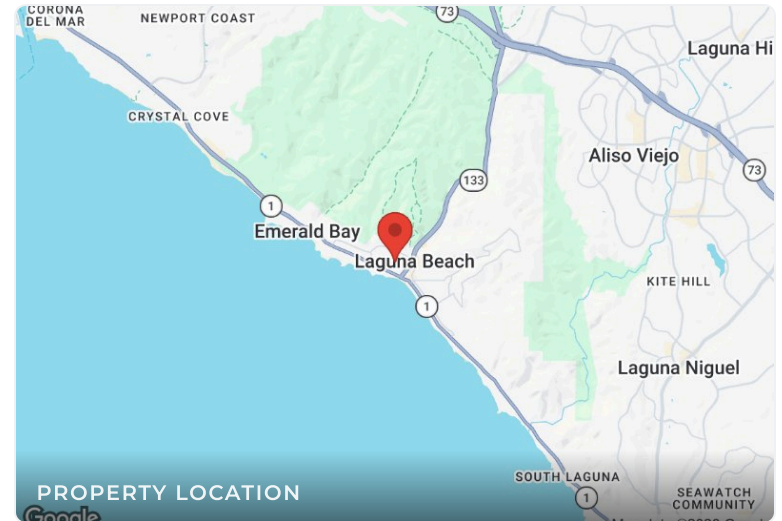 CORONA
DEL MAR
NEWPORT COAST
73
Laguna Hi
CRYSTAL COVE
Aliso Viejo
73
133
1
Emerald Bay
Laguna Beach
KITE HILL
1
Laguna Niguel
SOUTH LAGUNA
1
SEAWATCH
COMMUNITY
PROPERTY LOCATION
Google